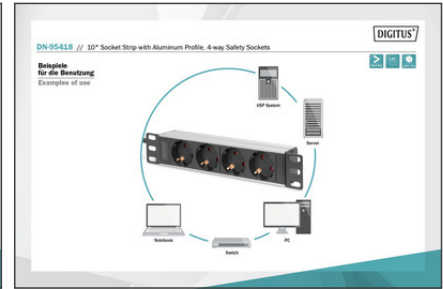 DIGITUS®
DN-95418 // 10" Socket Strip with Aluminum Profile, 4-way Safety Sockets
Beispiele
für die Benutzung
Examples of use
USP System
Server
Notebook
Switch
PC